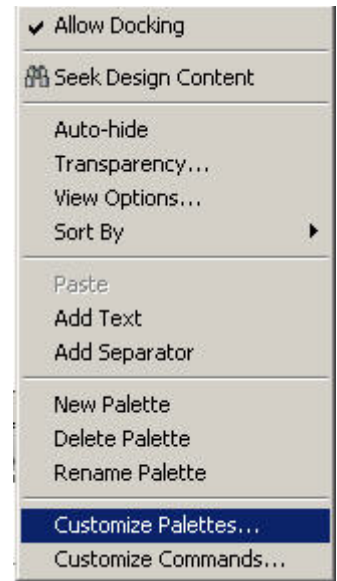 Allow Docking
Seek Design Content
Auto-hide
Transparency...
View Options...
Sort By
Paste
Add Text
Add Separator
New Palette
Delete Palette
Rename Palette
Customize Palettes...
Customize Commands...